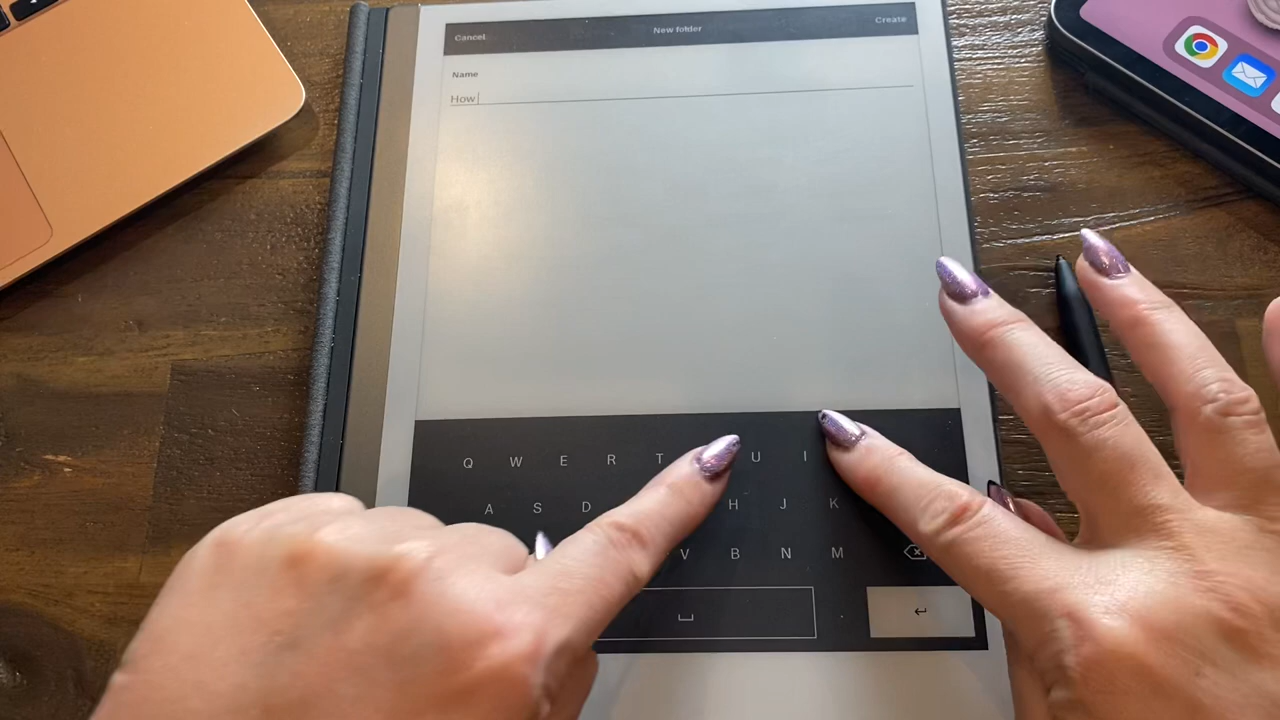 Cancel New folder Create
Name
How
Q W E R T U I
A S D H J K
V B N M